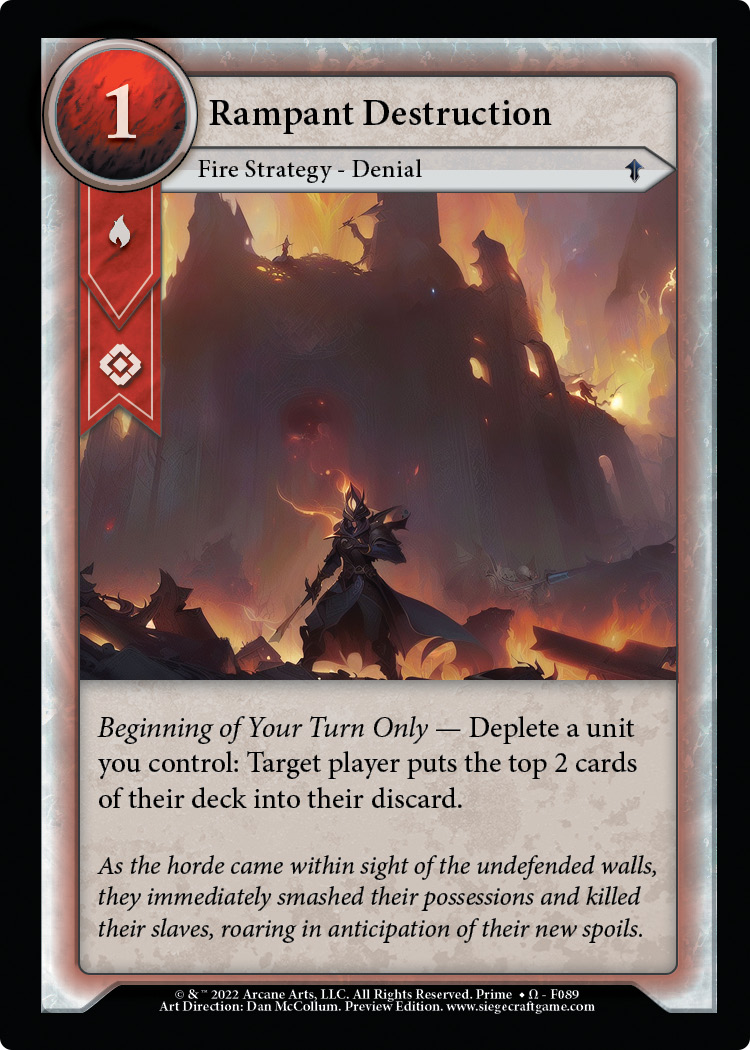 1
Rampant Destruction
Fire Strategy - Denial
Beginning of Your Turn Only — Deplete a unit
you control: Target player puts the top 2 cards
of their deck into their discard.
As the horde came within sight of the undefended walls,
they immediately smashed their possessions and killed
their slaves, roaring in anticipation of their new spoils.
© & ™ 2022 Arcane Arts, LLC. All Rights Reserved. Prime ⬥ Ω - F089
Art Direction: Dan McCollum. Preview Edition. www.siegecraftgame.com